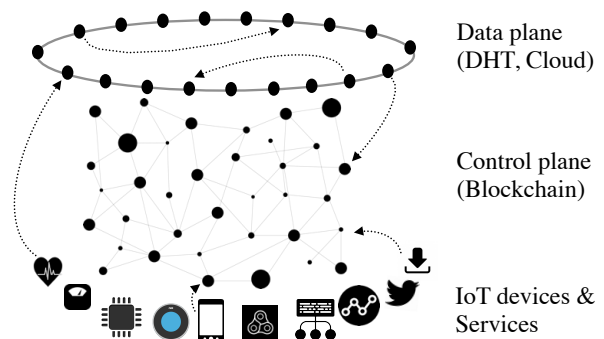 Data plane
(DHT, Cloud)
Control plane
(Blockchain)
IoT devices &
Services